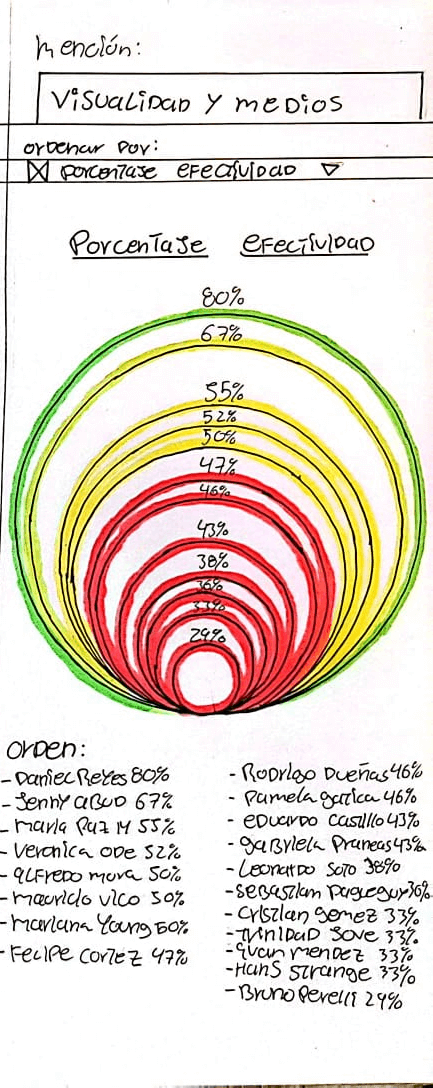 Mención:
Visualidad y medios
ordenar por:
porcentaje efectividad
Porcentaje efectividad
80%
67%
55%
52%
50%
47%
46%
43%
38%
36%
33%
29%
orden:
- Daniel Reyes 80%
- Jenny abud 67%
- Maria Paz M 55%
- Veronica ode 52%
- alfredo mora 50%
- mauricio vico 50%
- Mariana Young 50%
- Felipe Cortez 47%
- Rodrigo Dueñas 46%
- Pamela gatica 46%
- eduardo Castillo 43%
- gabriela Praneas 43%
- Leonardo Soto 38%
- Sebastian 36%
- Cristian gomez 33%
- Trinidad Jove 33%
- Juan mendez 33%
- Hans Strange 33%
- Bruno Perelli 29%